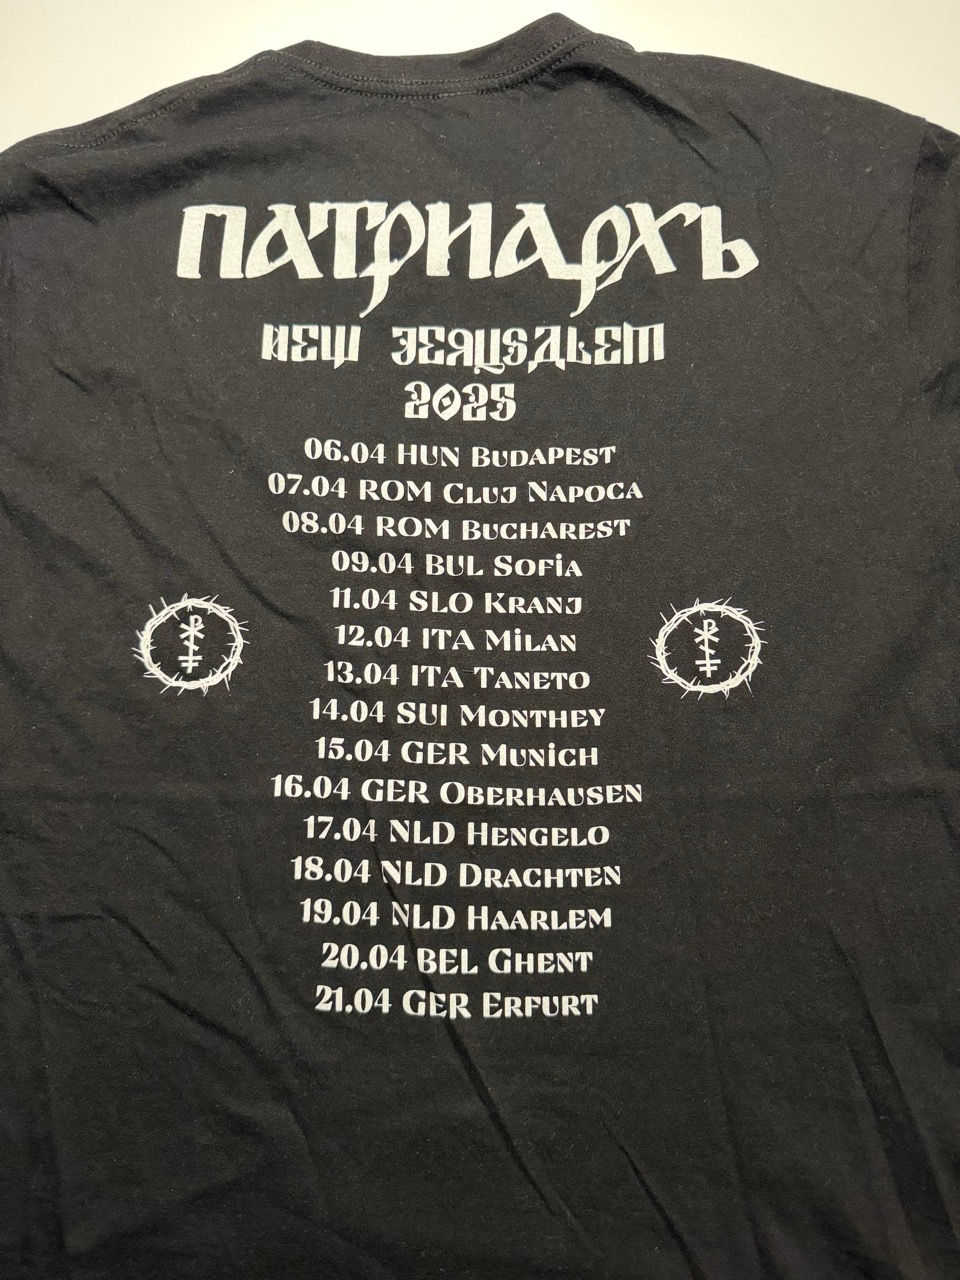 ПАТРИАРХЪ
NEW JERUSALEM
2025
06.04 HUN BUDAPEST
07.04 ROM CLUJ NAPOCA
08.04 ROM BUCHAREST
09.04 BUL SOFIA
11.04 SLO KRANJ
12.04 ITA MILAN
13.04 ITA TANETO
14.04 SUI MONTHEY
15.04 GER MUNICH
16.04 GER OBERHAUSEN
17.04 NLD HENGELO
18.04 NLD DRACHTEN
19.04 NLD HAARLEM
20.04 BEL GHENT
21.04 GER ERFURT